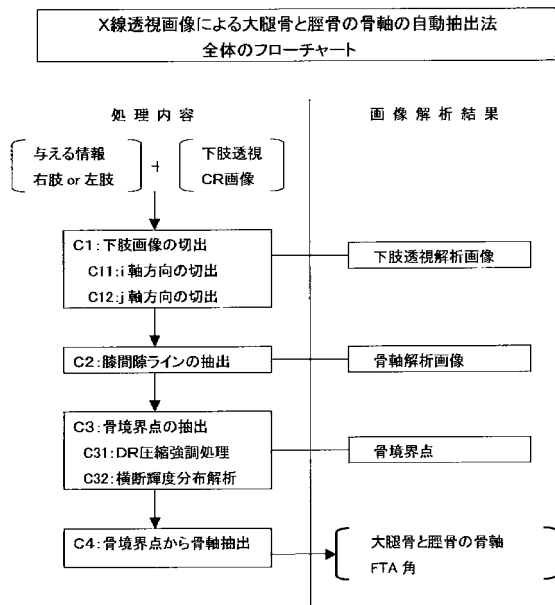 X線透視画像による大腿骨と脛骨の骨軸の自動抽出法
全体のフローチャート
処理内容
画像解析結果
与える情報
右肢 or 左肢
+
下肢透視
CR画像
C1:下肢画像の切出
C11:i 軸方向の切出
C12:j 軸方向の切出
下肢透視解析画像
C2:膝間隙ラインの抽出
骨軸解析画像
C3:骨境界点の抽出
C31:DR圧縮強調処理
C32:横断輝度分布解析
骨境界点
C4:骨境界点から骨軸抽出
大腿骨と脛骨の骨軸
FTA 角